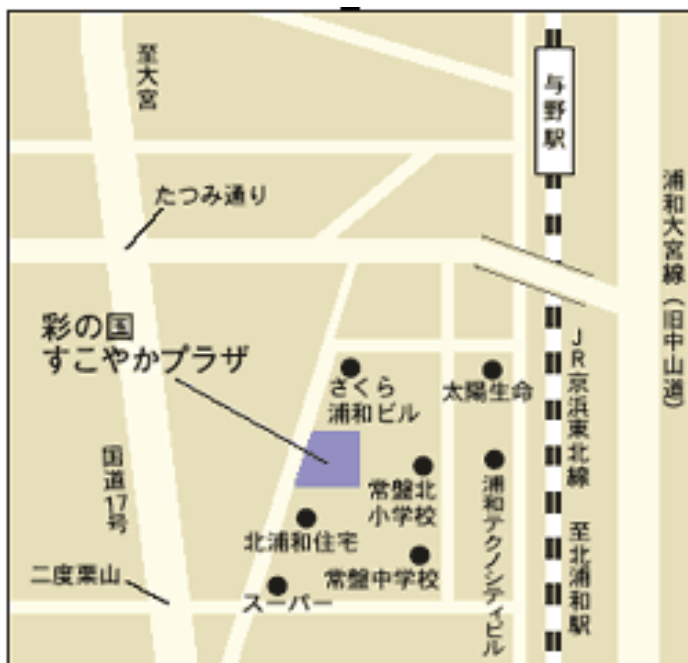 至大宮
与野駅
たつみ通り
浦和大宮線(旧中山道)
彩の国
すこやかプラザ
JR京浜東北線 至北浦和駅
さくら
浦和ビル
太陽生命
国道17号
常盤北
小学校
浦和テクノシティビル
北浦和住宅
常盤中学校
二度栗山
スーパー